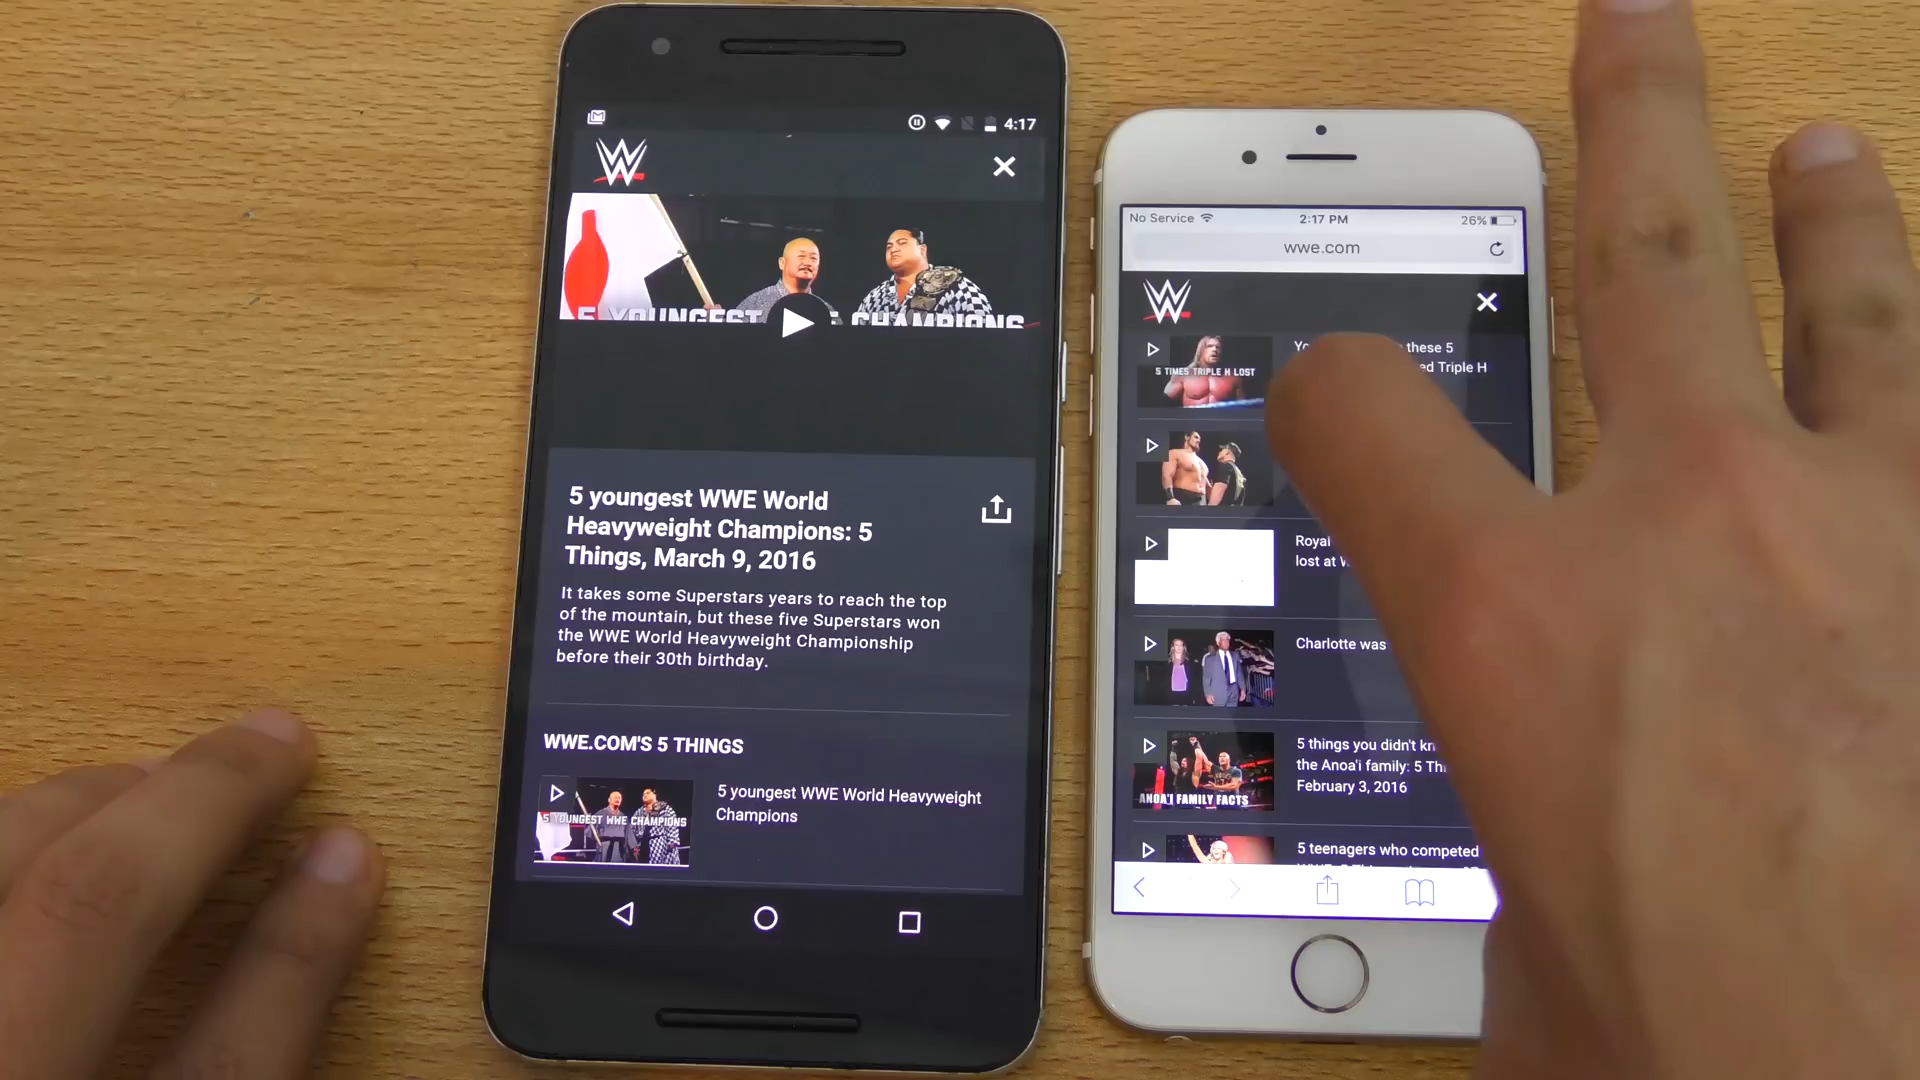 4:17
W
5 YOUNGEST CHAMPIONS
5 youngest WWE World
Heavyweight Champions: 5
Things, March 9, 2016
It takes some Superstars years to reach the top
of the mountain, but these five Superstars won
the WWE World Heavyweight Championship
before their 30th birthday.
WWE.COM'S 5 THINGS
5 YOUNGEST WWE CHAMPIONS
5 youngest WWE World Heavyweight
Champions
No Service
2:17 PM
26%
wwe.com
W
5 TIMES TRIPLE H LOST
these 5
Triple H
Royal
lost at
Charlotte was
ANOA'I FAMILY FACTS
5 things you didn't
the Anoa'i family: 5
February 3, 2016
5 teenagers who competed